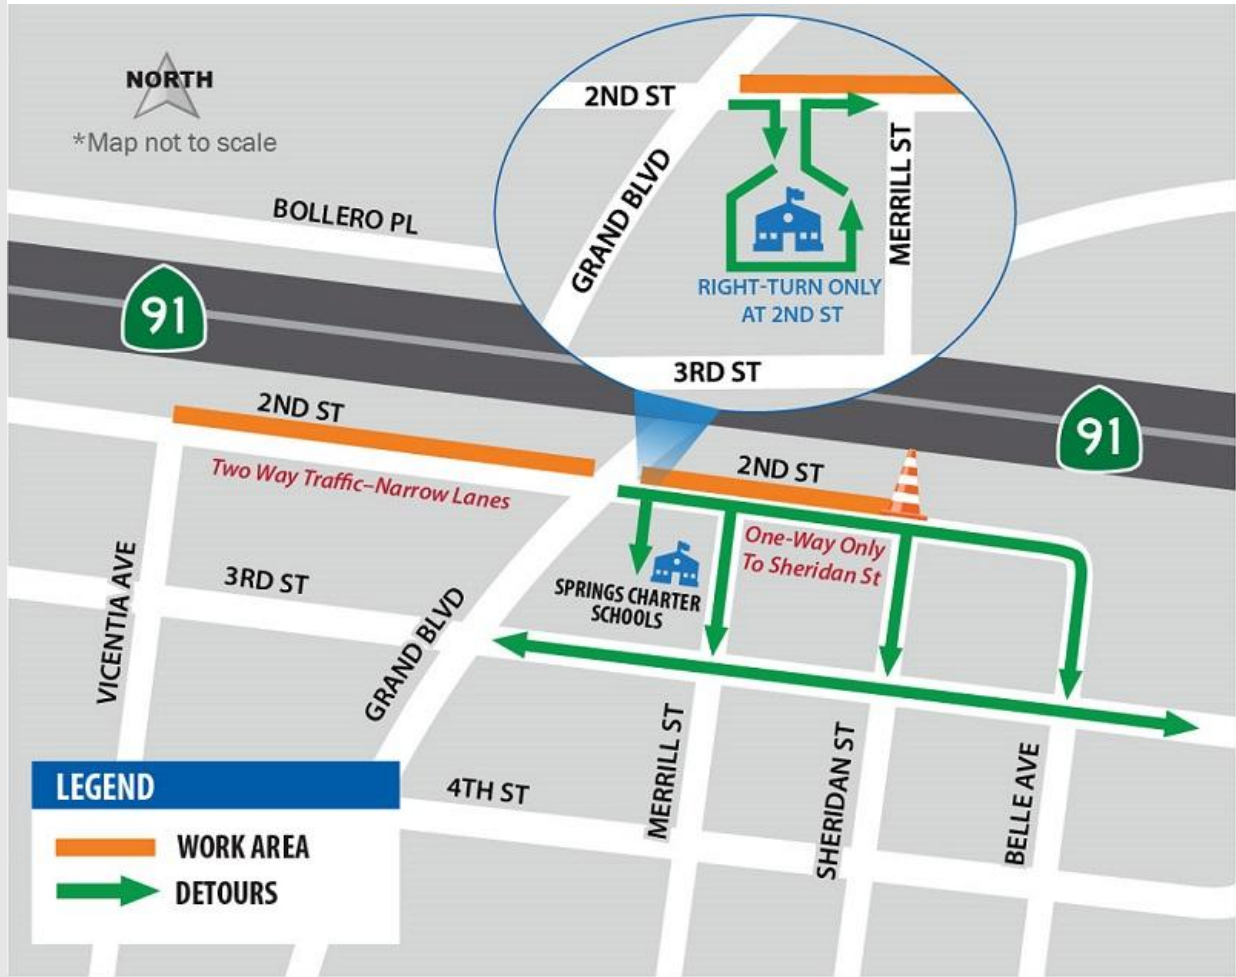 NORTH
*Map not to scale
BOLLERO PL
91
2ND ST
GRAND BLVD
MERRILL ST
RIGHT-TURN ONLY
AT 2ND ST
3RD ST
91
2ND ST
Two Way Traffic–Narrow Lanes
2ND ST
One-Way Only
To Sheridan St
SPRINGS CHARTER
SCHOOLS
VICENTIA AVE
3RD ST
GRAND BLVD
MERRILL ST
SHERIDAN ST
BELLE AVE
4TH ST
LEGEND
WORK AREA
DETOURS